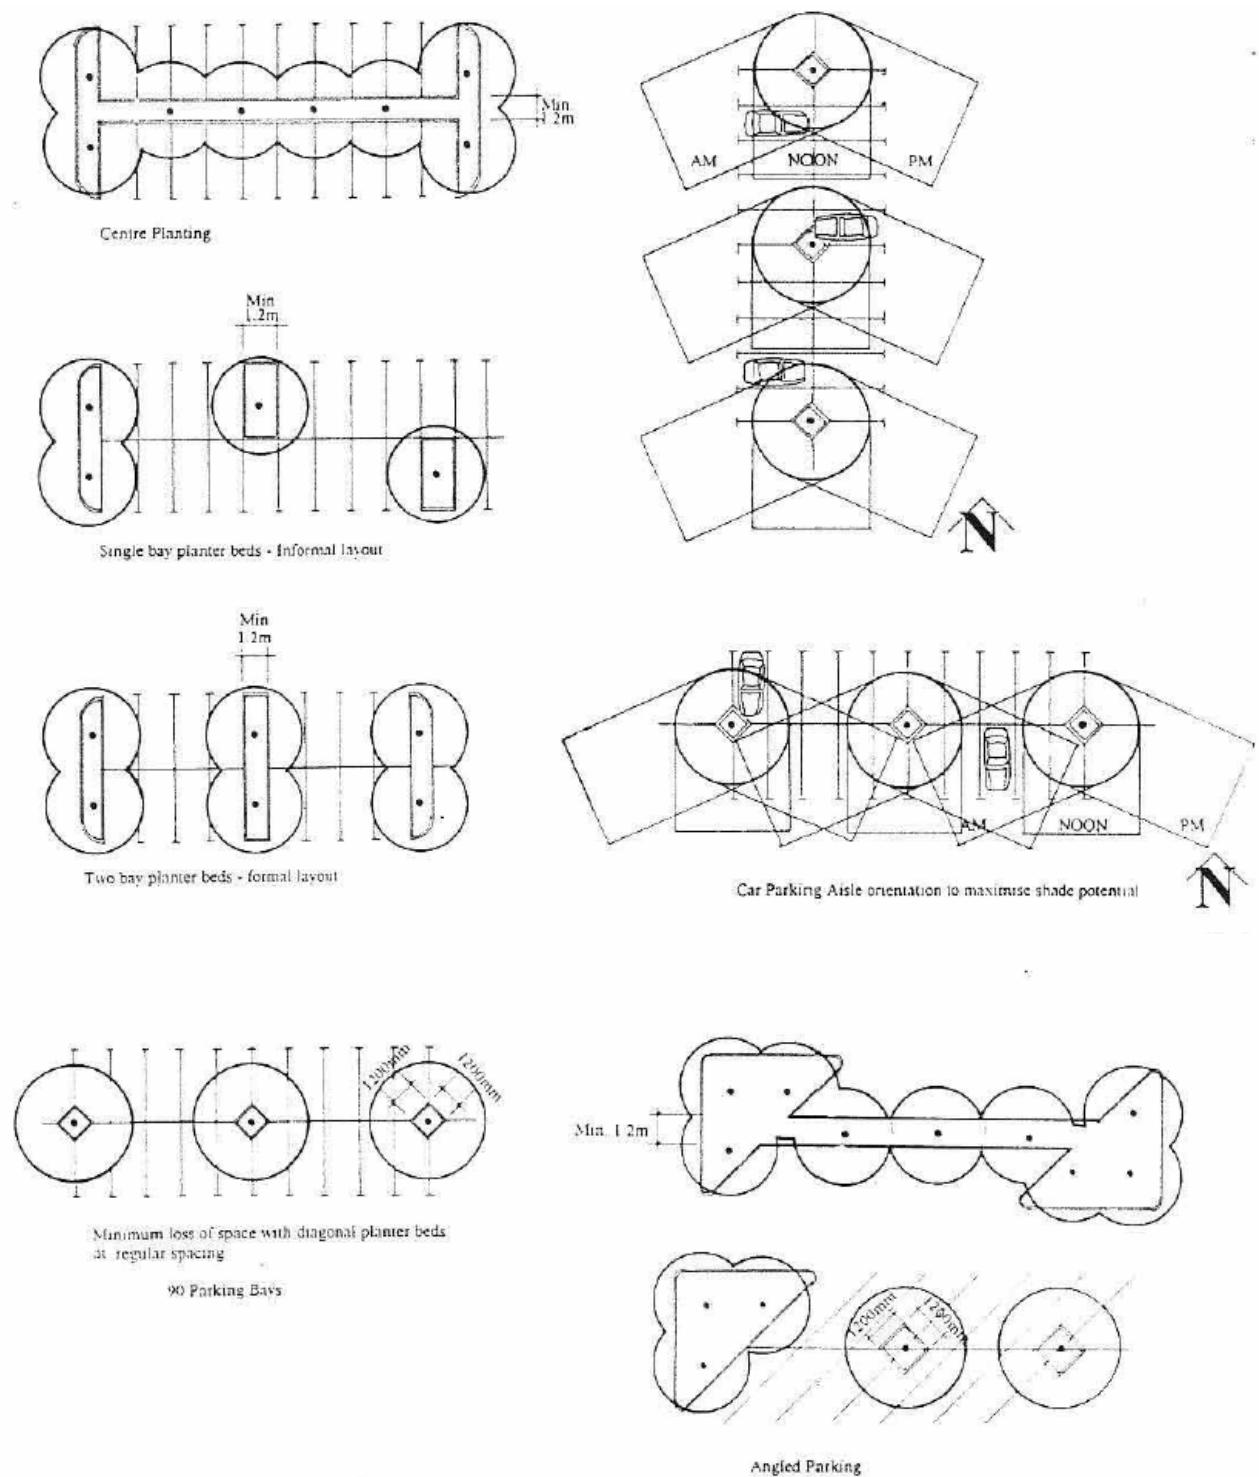 Min
1.2m
Centre Planting
AM
NOON
PM
Min
1.2m
Single bay planter beds - Informal layout
N
Min
1.2m
Two bay planter beds - formal layout
AM
NOON
PM
Car Parking Aisle orientation to maximise shade potential
N
1200mm
1200mm
Minimum loss of space with diagonal planter beds
at regular spacing
90 Parking Bays
Min. 1.2m
1200mm
1200mm
Angled Parking